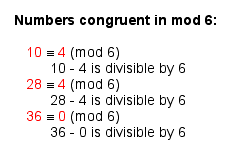 Numbers congruent in mod 6:
10 ≡ 4 (mod 6)
10 - 4 is divisible by 6
28 ≡ 4 (mod 6)
28 - 4 is divisible by 6
36 ≡ 0 (mod 6)
36 - 0 is divisible by 6